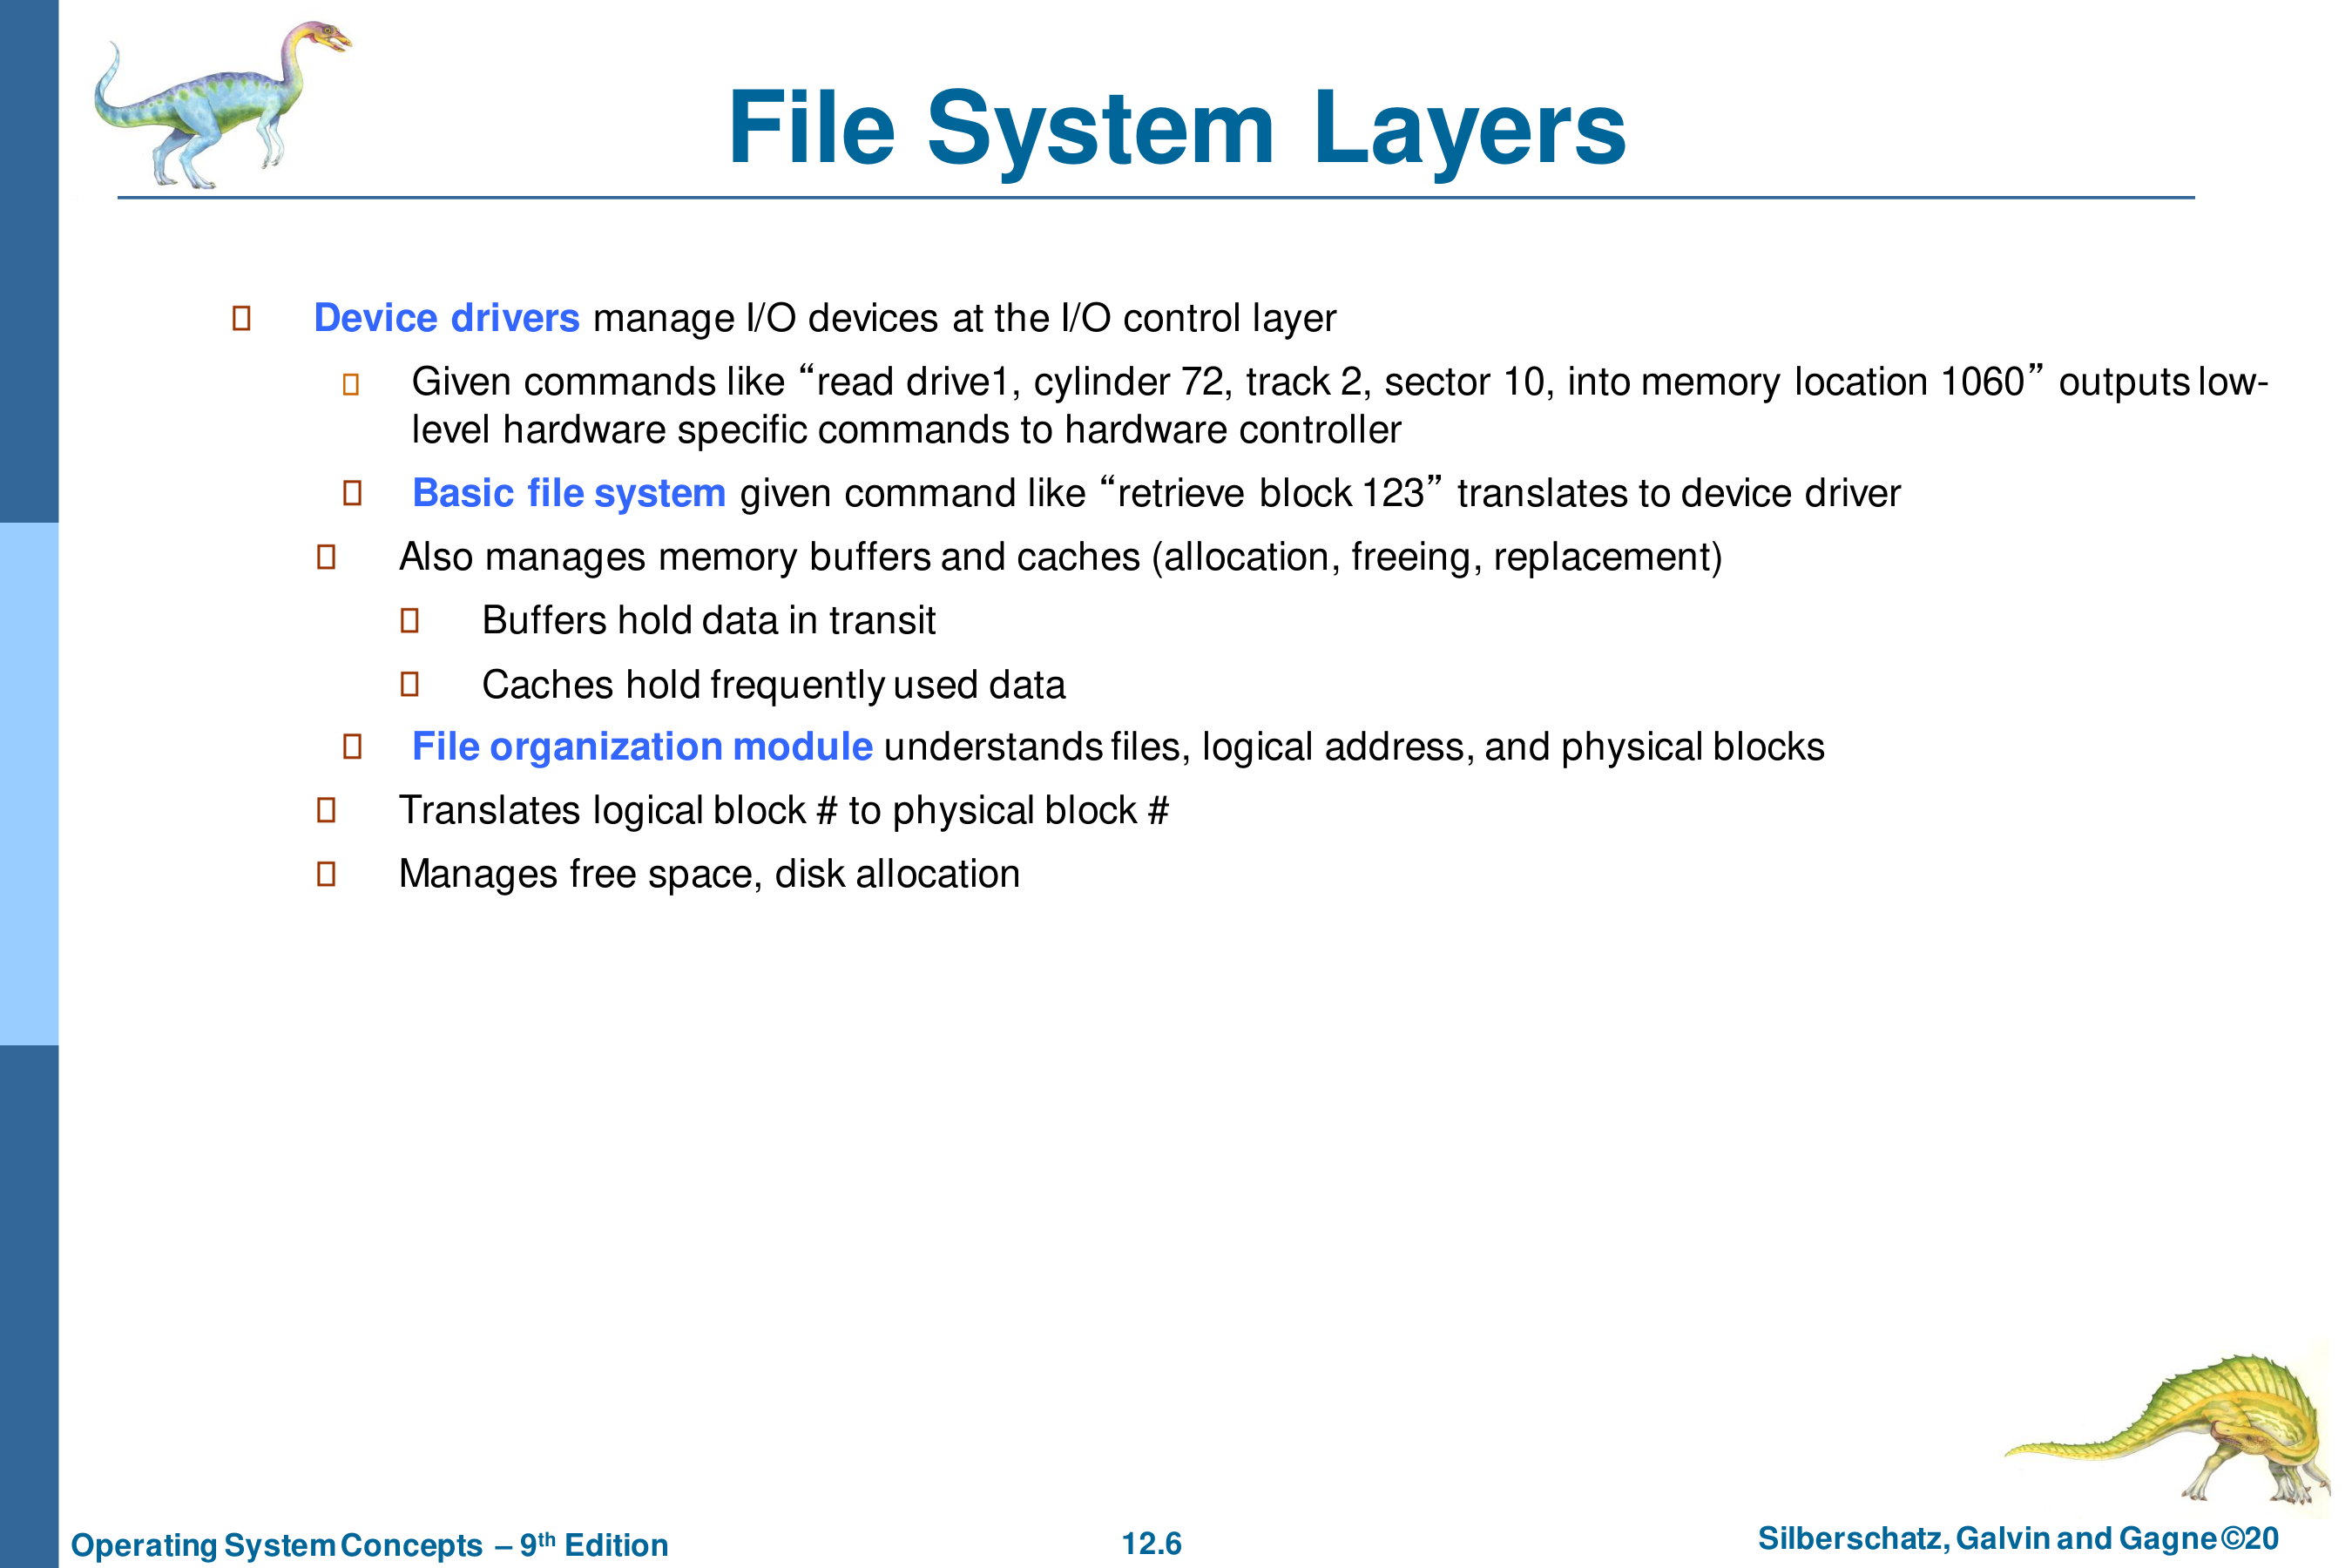 File System Layers
Device drivers manage I/O devices at the I/O control layer
Given commands like “read drive1, cylinder 72, track 2, sector 10, into memory location 1060” outputs low-
level hardware specific commands to hardware controller
Basic file system given command like “retrieve block 123” translates to device driver
Also manages memory buffers and caches (allocation, freeing, replacement)
Buffers hold data in transit
Caches hold frequently used data
File organization module understands files, logical address, and physical blocks
Translates logical block # to physical block #
Manages free space, disk allocation
Operating System Concepts – 9th Edition
12.6
Silberschatz, Galvin and Gagne ©20